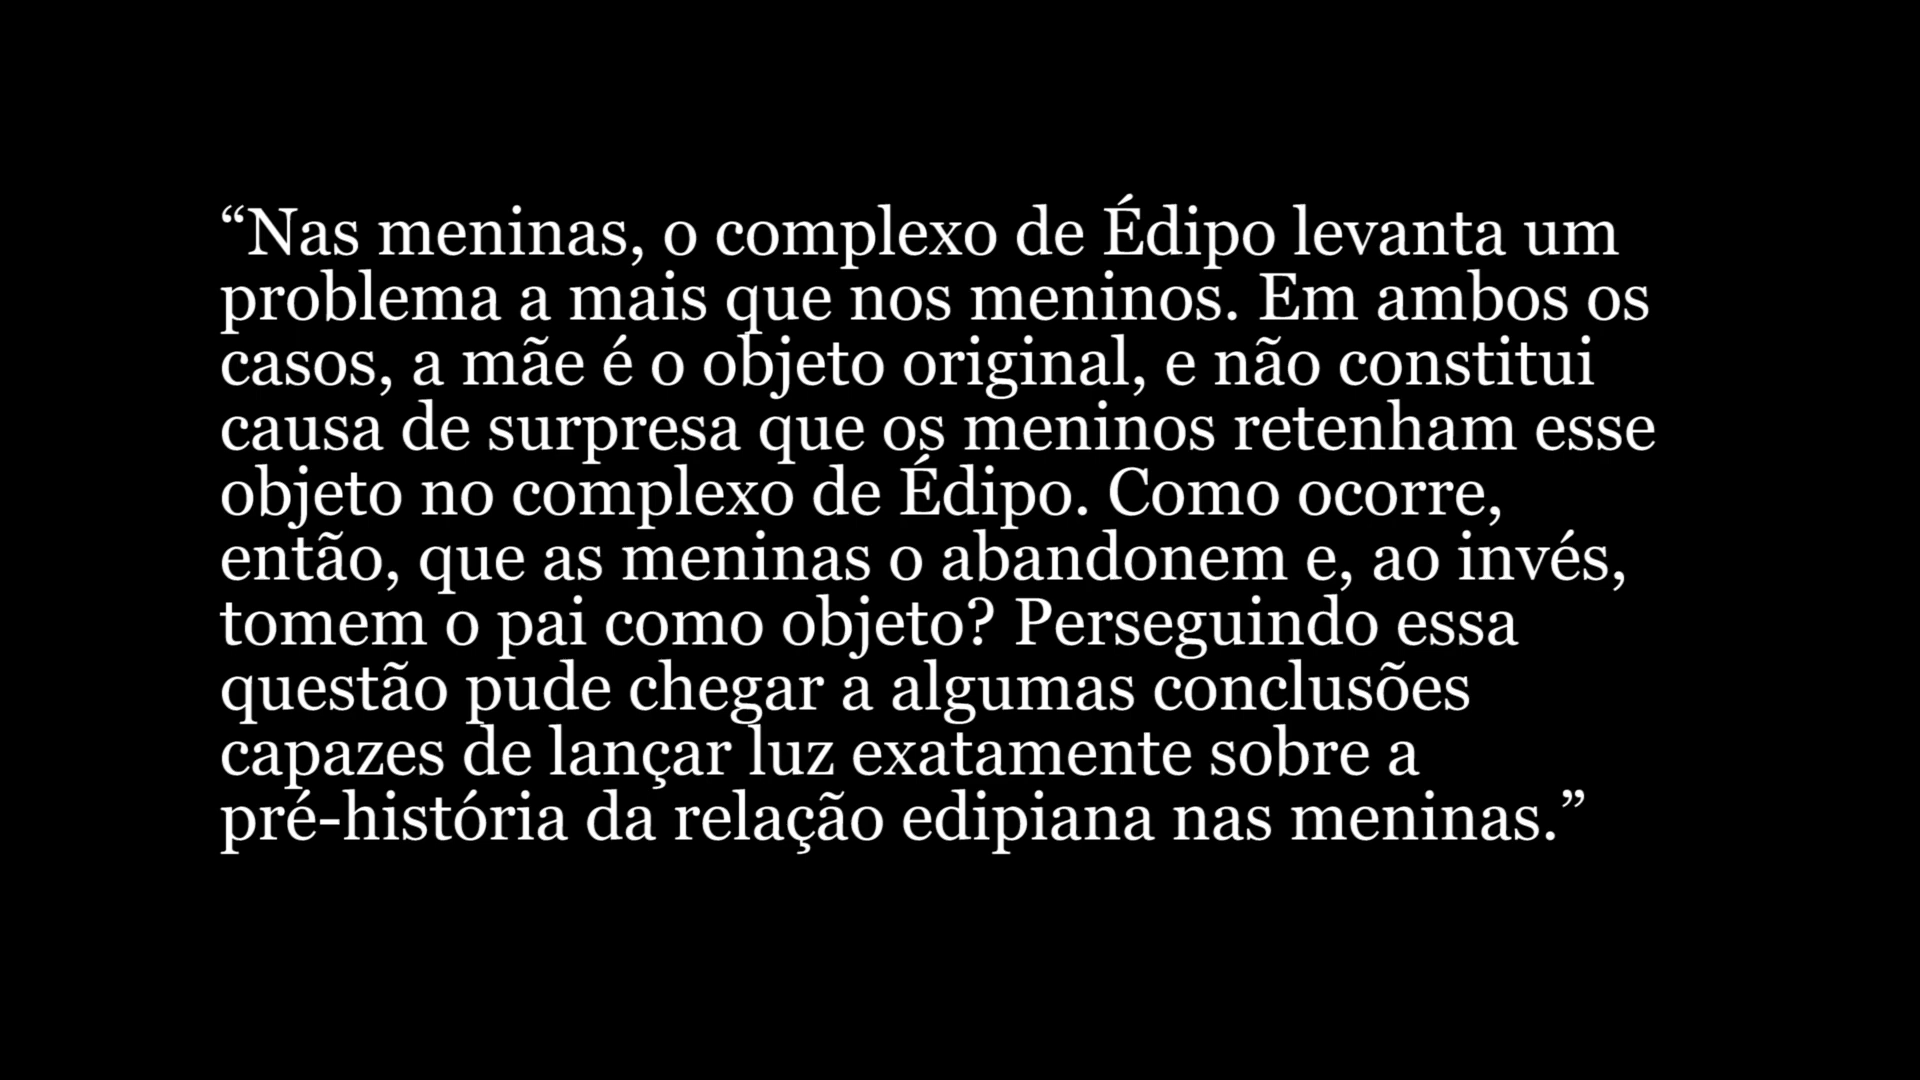 “Nas meninas, o complexo de Édipo levanta um
problema a mais que nos meninos. Em ambos os
casos, a mãe é o objeto original, e não constitui
causa de surpresa que os meninos retenham esse
objeto no complexo de Édipo. Como ocorre,
então, que as meninas o abandonem e, ao invés,
tomem o pai como objeto? Perseguindo essa
questão pude chegar a algumas conclusões
capazes de lançar luz exatamente sobre a
pré-história da relação edipiana nas meninas.”